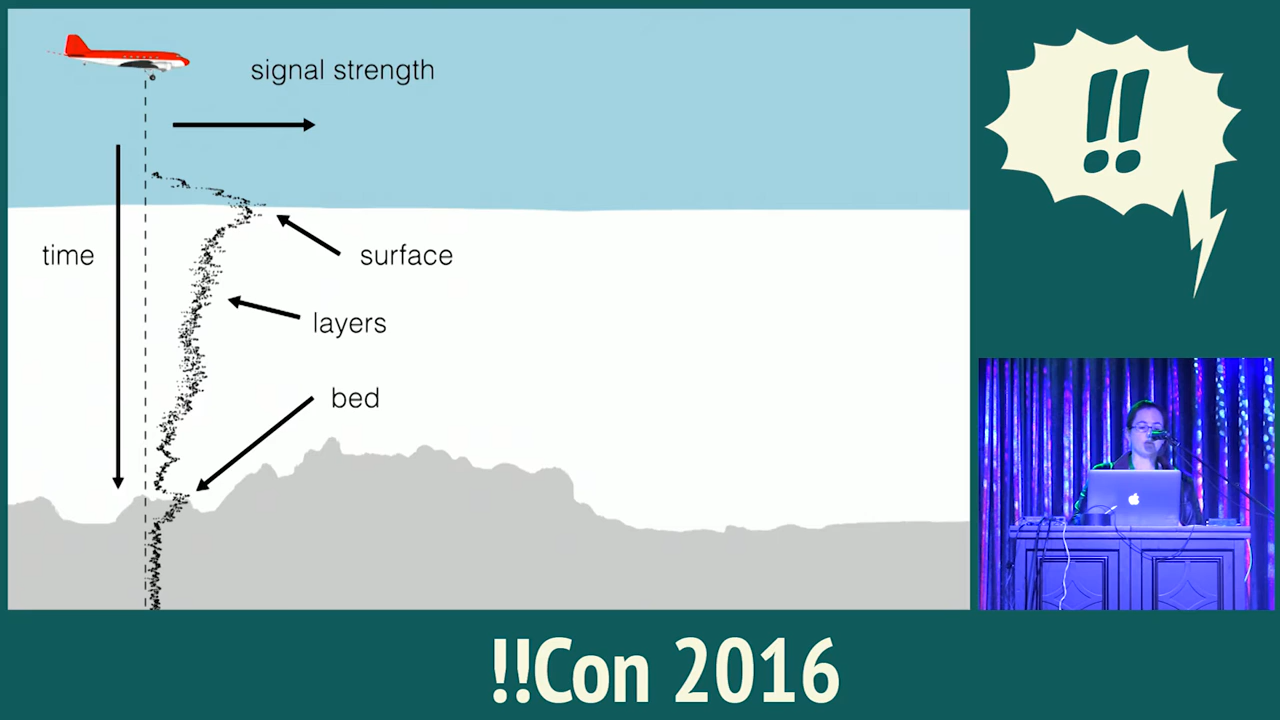 signal strength
time
surface
layers
bed
!!
!!Con 2016